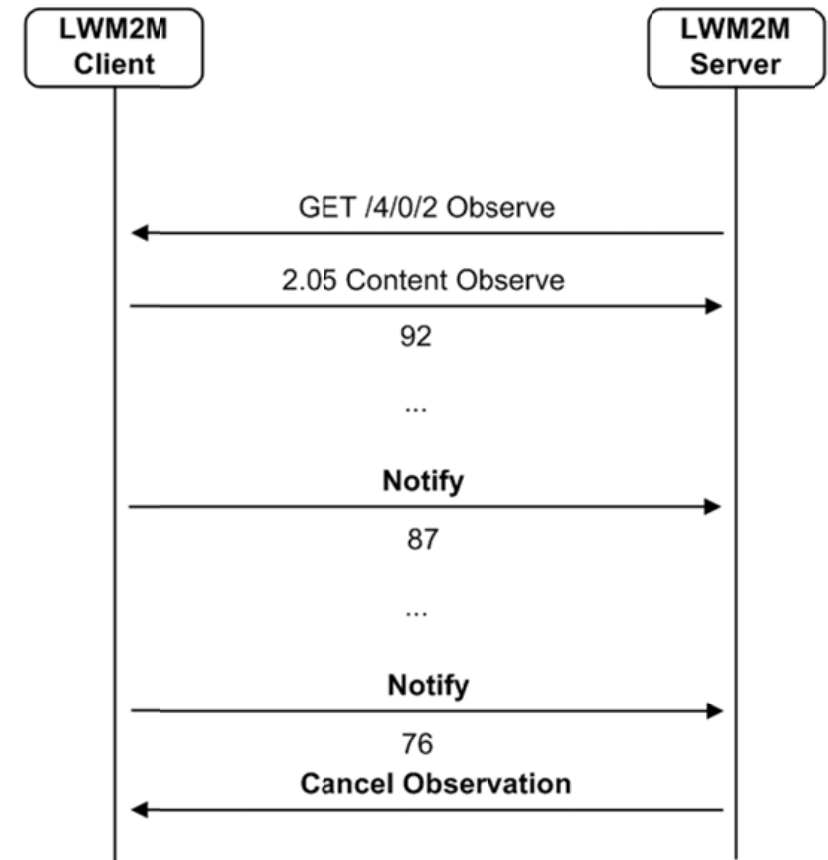 LWM2M
Client
LWM2M
Server
GET /4/0/2 Observe
2.05 Content Observe
92
...
Notify
87
...
Notify
76
Cancel Observation